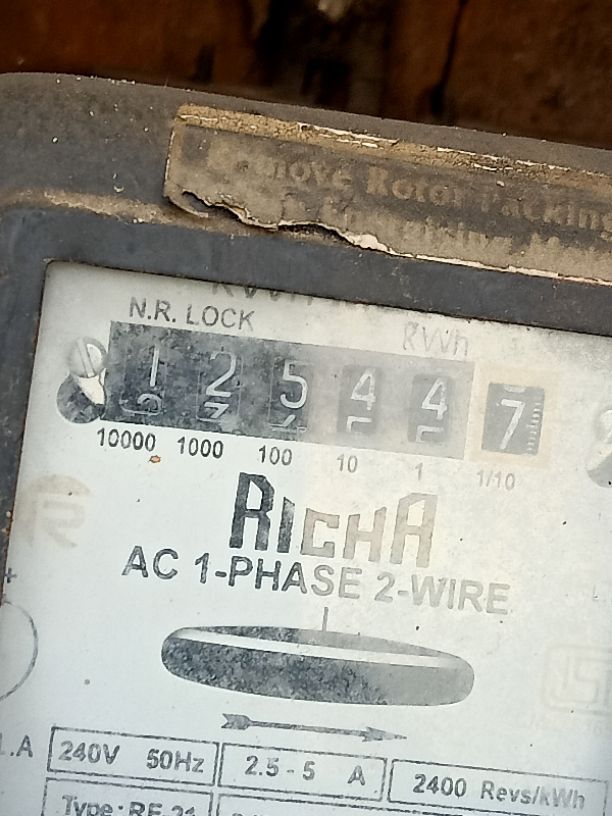 Remove Rotor Packing
N.R. LOCK
KWh
1 2 5 4 4 7
10000 1000 100 10 1 1/10
RICHA
AC 1-PHASE 2-WIRE
240V 50Hz
2.5 - 5 A
2400 Revs/kWh
Type: RF-21